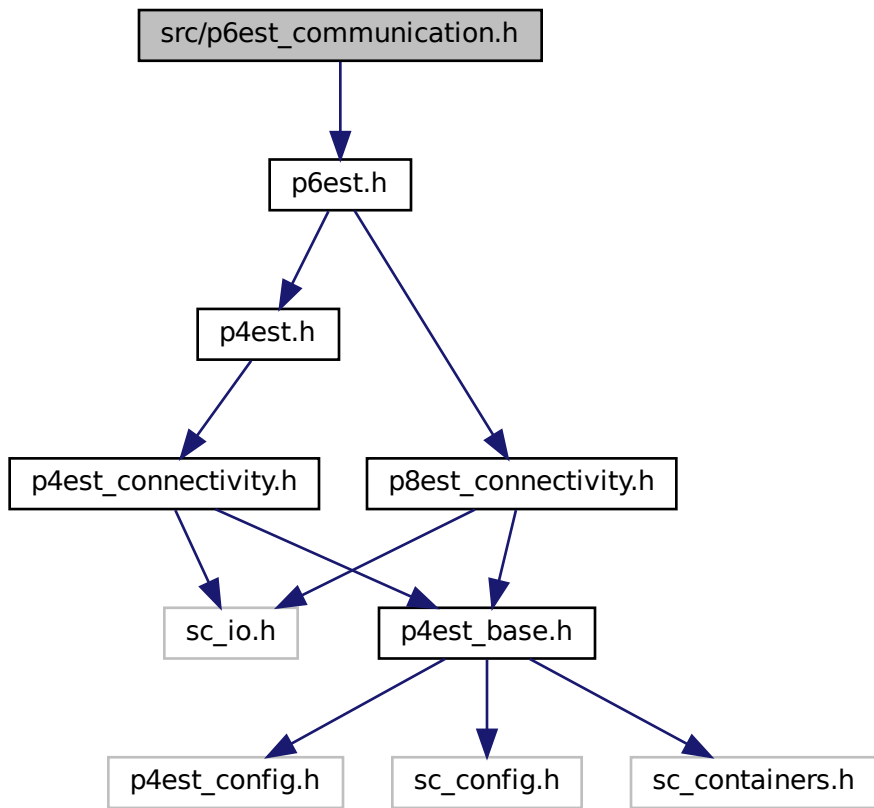 src/p6est_communication.h
p6est.h
p4est.h
p4est_connectivity.h
p8est_connectivity.h
sc_io.h
p4est_base.h
p4est_config.h
sc_config.h
sc_containers.h